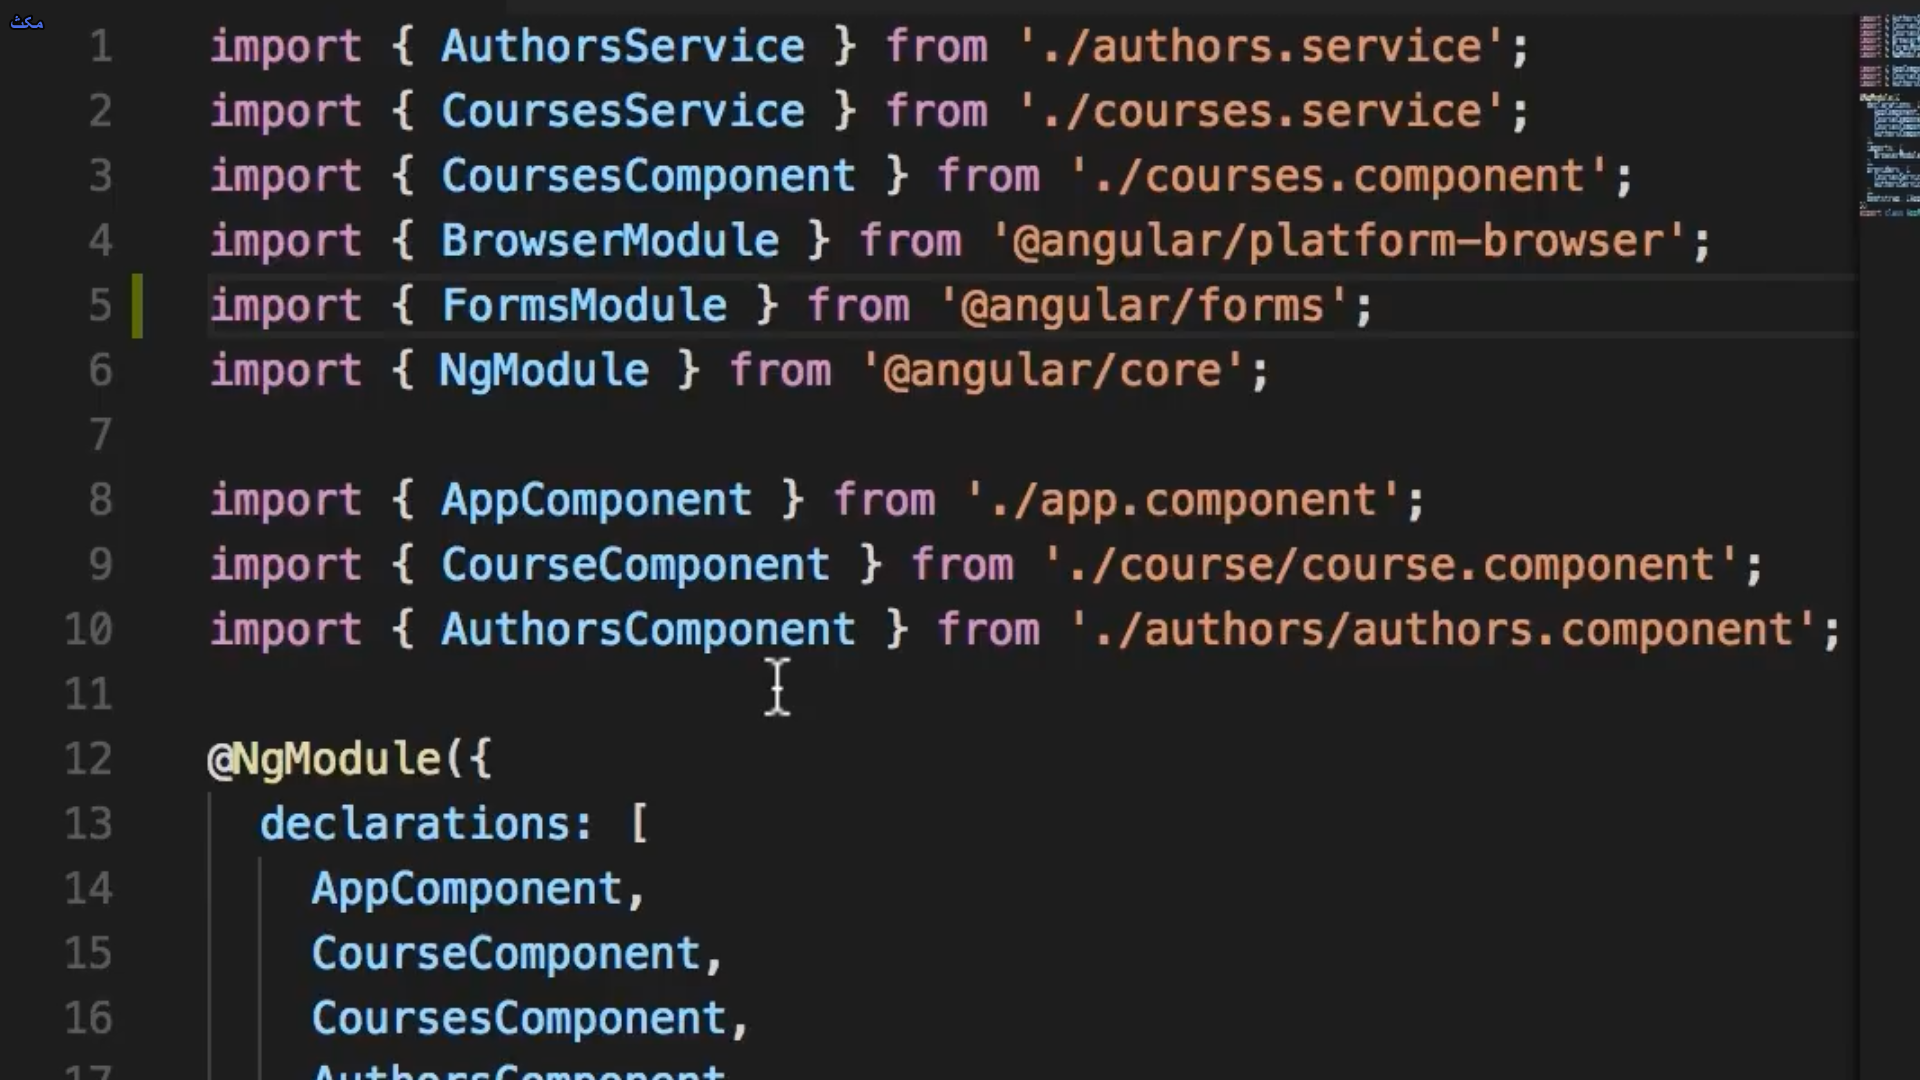 مکث
1 import { AuthorsService } from './authors.service';
2 import { CoursesService } from './courses.service';
3 import { CoursesComponent } from './courses.component';
4 import { BrowserModule } from '@angular/platform-browser';
5 import { FormsModule } from '@angular/forms';
6 import { NgModule } from '@angular/core';
7
8 import { AppComponent } from './app.component';
9 import { CourseComponent } from './course/course.component';
10 import { AuthorsComponent } from './authors/authors.component';
11
12 @NgModule({
13 declarations: [
14 AppComponent,
15 CourseComponent,
16 CoursesComponent,
17 AuthorsComponent